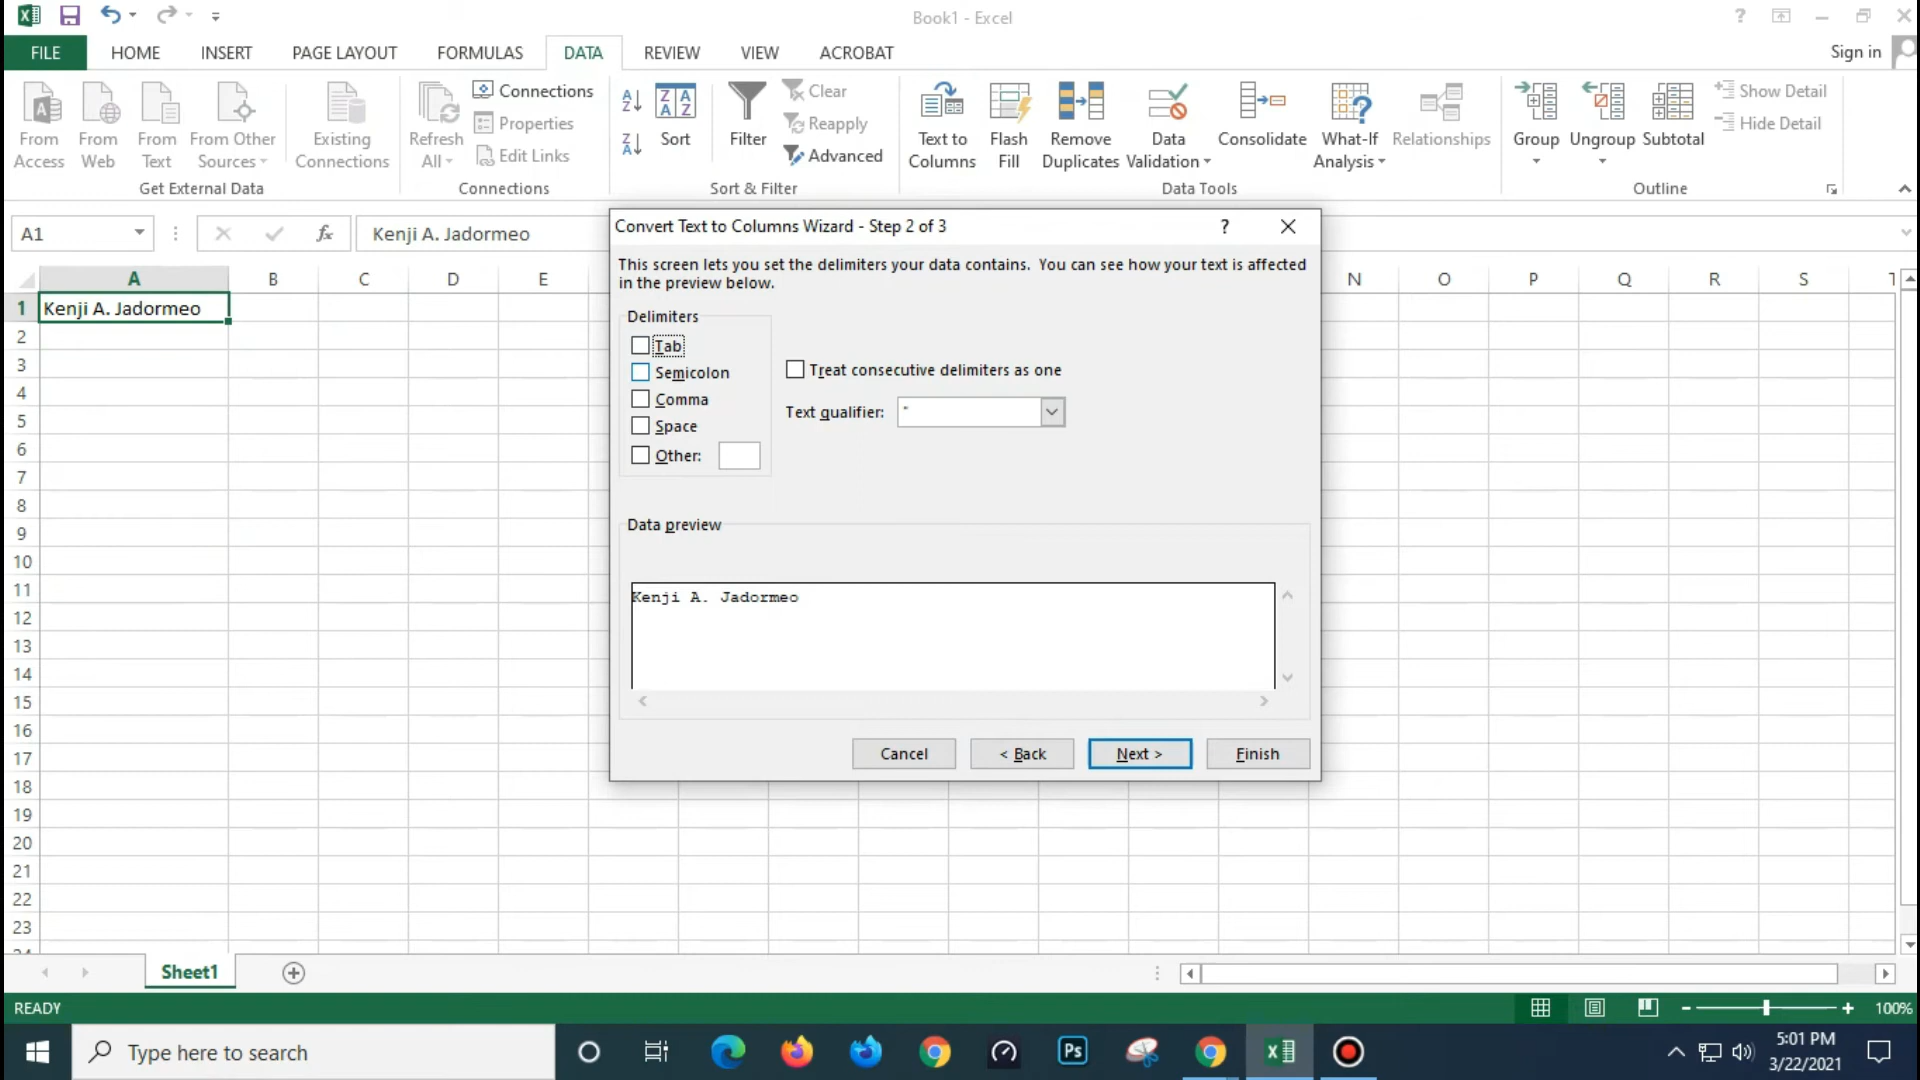 Book1 - Excel
?
FILE HOME INSERT PAGE LAYOUT FORMULAS DATA REVIEW VIEW ACROBAT Sign in
From Access
From Web
From Text
From Other Sources
Existing Connections
Get External Data
Refresh All
Connections
Properties
Edit Links
Connections
Sort
Filter
Clear
Reapply
Advanced
Sort & Filter
Text to Columns
Flash Fill
Remove Duplicates
Data Validation
Consolidate
What-If Analysis
Relationships
Data Tools
Group
Ungroup
Subtotal
Show Detail
Hide Detail
Outline
A1 fx Kenji A. Jadormeo
A B C D E N O P Q R S T
1 Kenji A. Jadormeo
2
3
4
5
6
7
8
9
10
11
12
13
14
15
16
17
18
19
20
21
22
23
24
Convert Text to Columns Wizard - Step 2 of 3 ?
This screen lets you set the delimiters your data contains. You can see how your text is affected
in the preview below.
Delimiters
Tab
Semicolon
Comma
Space
Other:
Treat consecutive delimiters as one
Text qualifier: "
Data preview
Kenji A. Jadormeo
Cancel < Back Next > Finish
Sheet1
READY 100%
Type here to search
Ps
5:01 PM
3/22/2021